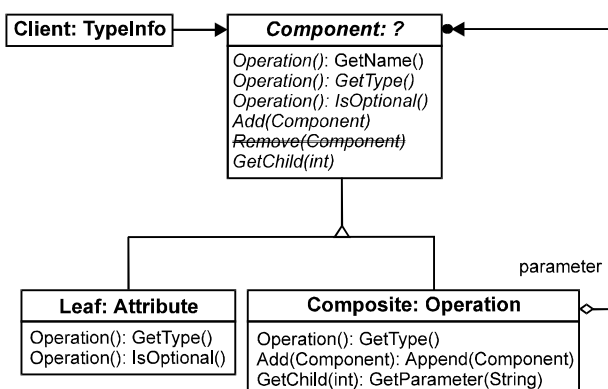 Client: TypeInfo
Component: ?
Operation(): GetName()
Operation(): GetType()
Operation(): IsOptional()
Add(Component)
Remove(Component)
GetChild(int)
parameter
Leaf: Attribute
Operation(): GetType()
Operation(): IsOptional()
Composite: Operation
Operation(): GetType()
Add(Component): Append(Component)
GetChild(int): GetParameter(String)